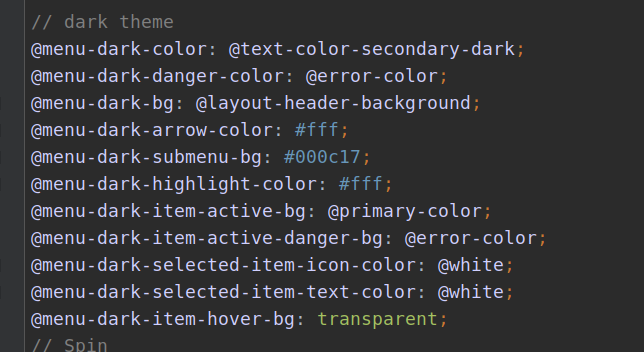 // dark theme
@menu-dark-color: @text-color-secondary-dark;
@menu-dark-danger-color: @error-color;
@menu-dark-bg: @layout-header-background;
@menu-dark-arrow-color: #fff;
@menu-dark-submenu-bg: #000c17;
@menu-dark-highlight-color: #fff;
@menu-dark-item-active-bg: @primary-color;
@menu-dark-item-active-danger-bg: @error-color;
@menu-dark-selected-item-icon-color: @white;
@menu-dark-selected-item-text-color: @white;
@menu-dark-item-hover-bg: transparent;
// Spin